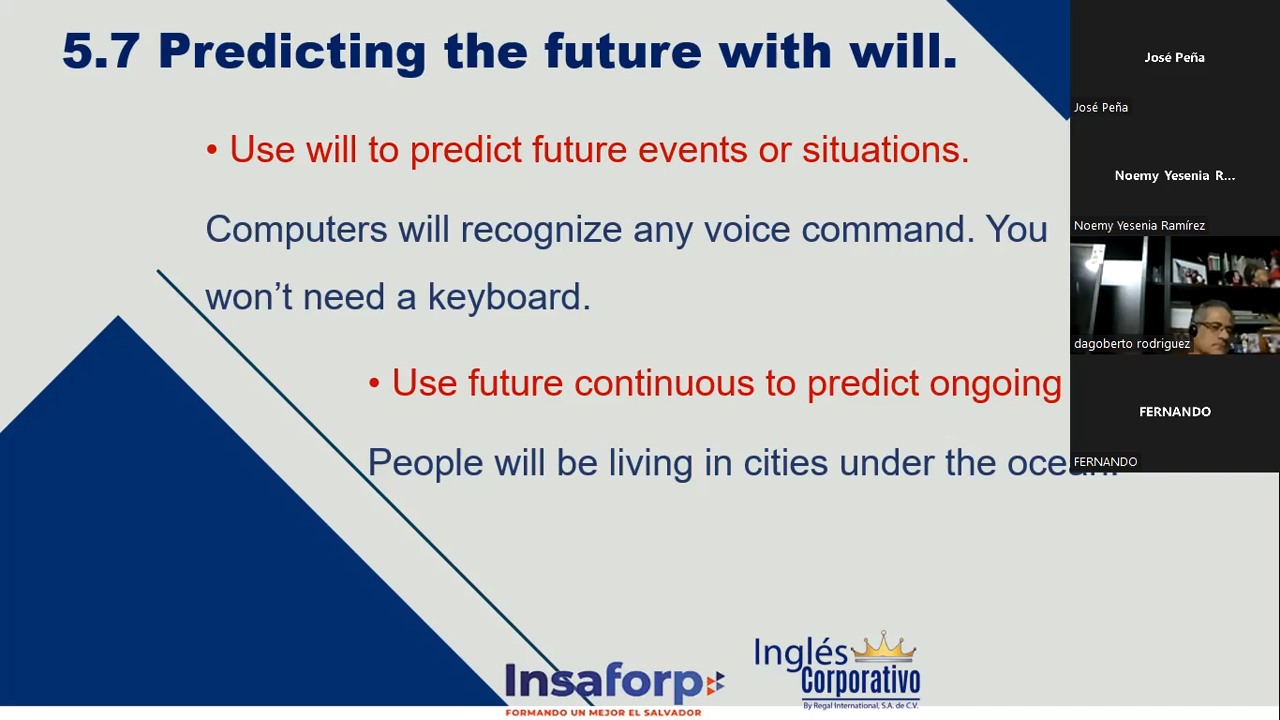 5.7 Predicting the future with will.
• Use will to predict future events or situations.
Computers will recognize any voice command. You
won’t need a keyboard.
• Use future continuous to predict ongoing
People will be living in cities under the ocean.
Insaforp
FORMANDO UN MEJOR EL SALVADOR
Inglés
Corporativo
By Regal International, S.A. de C.V.
José Peña
José Peña
Noemy Yesenia R...
Noemy Yesenia Ramírez
dagoberto rodriguez
FERNANDO
FERNANDO